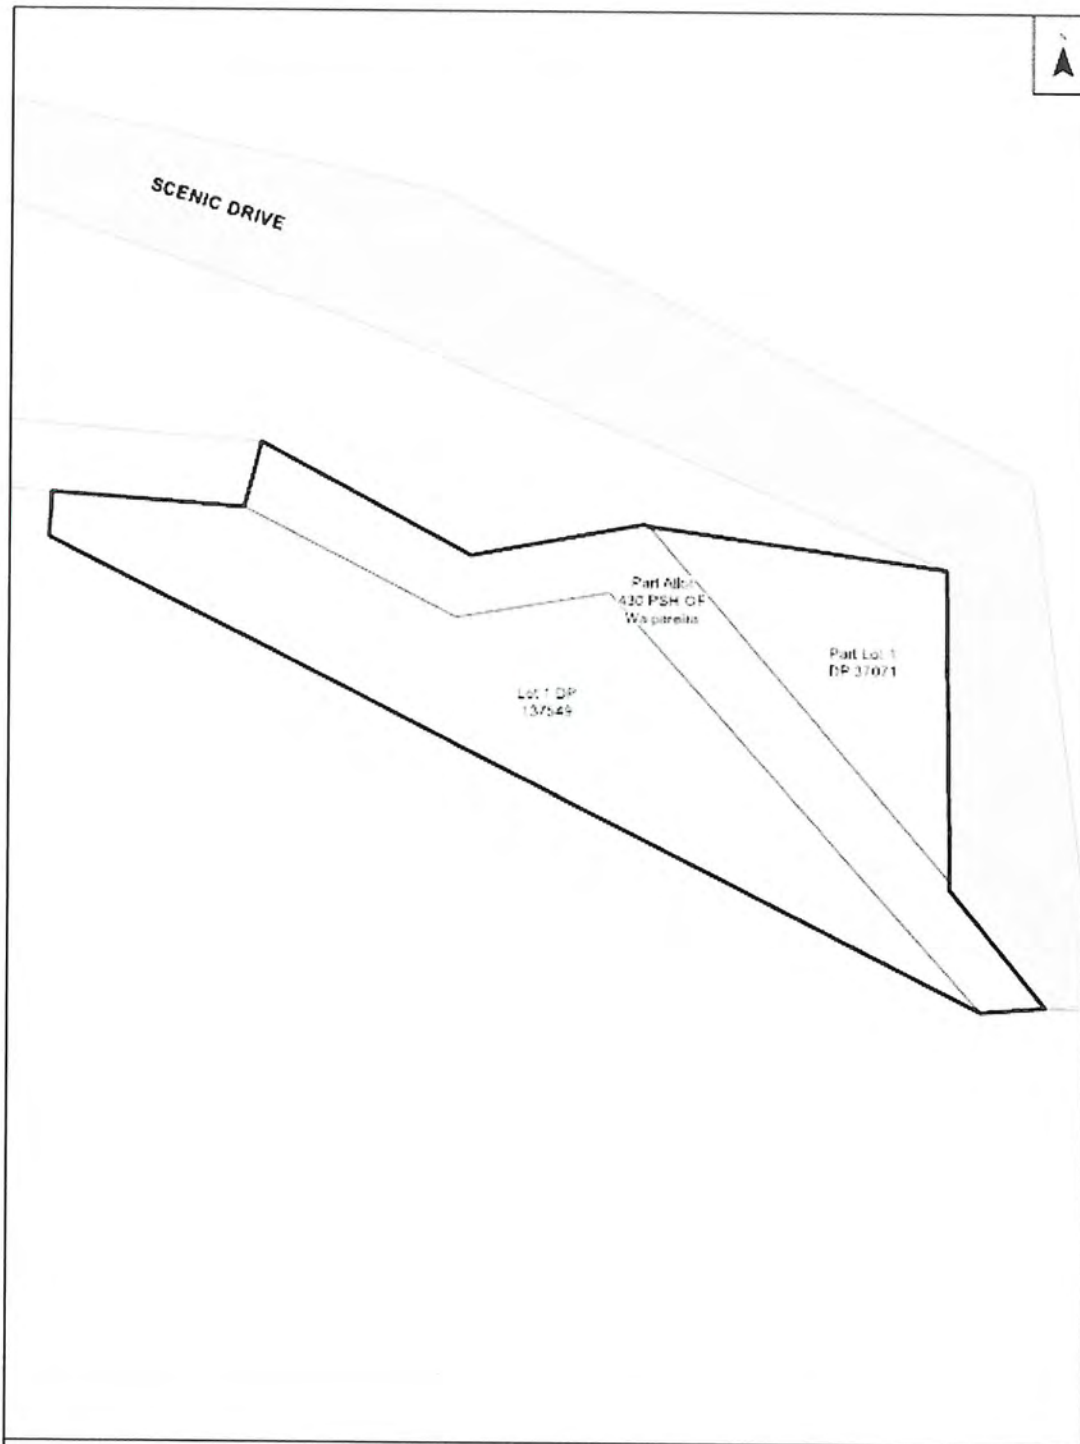 N
SCENIC DRIVE
Part Allot
430 PSH OF
Waipareira
Part Lot 1
DP 37071
Lot 1 DP
137549